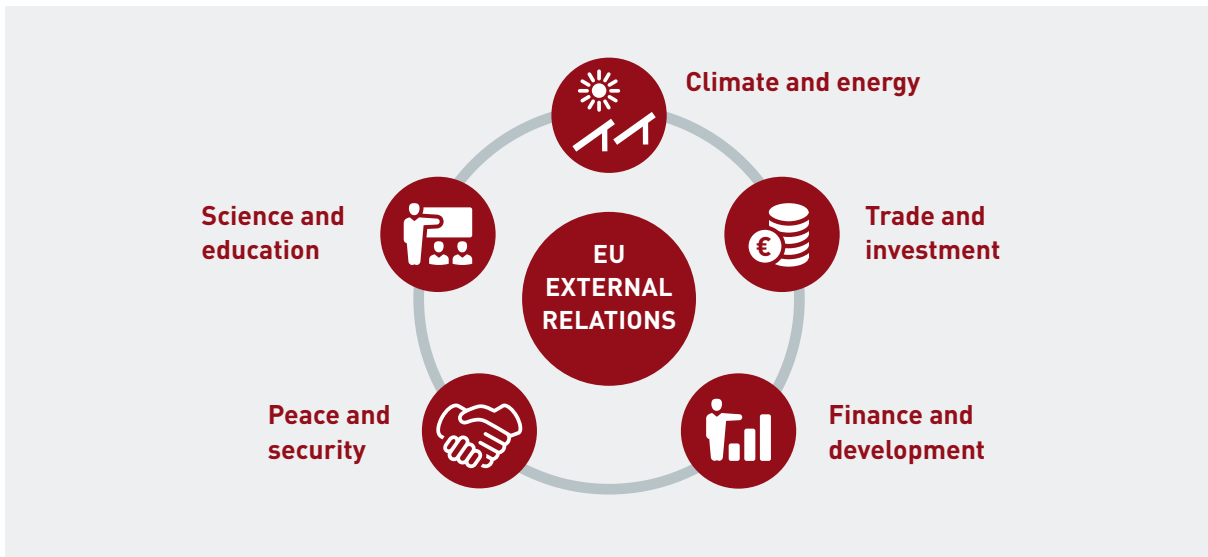 Climate and energy
Science and
education
Trade and
investment
EU
EXTERNAL
RELATIONS
€
Peace and
security
Finance and
development